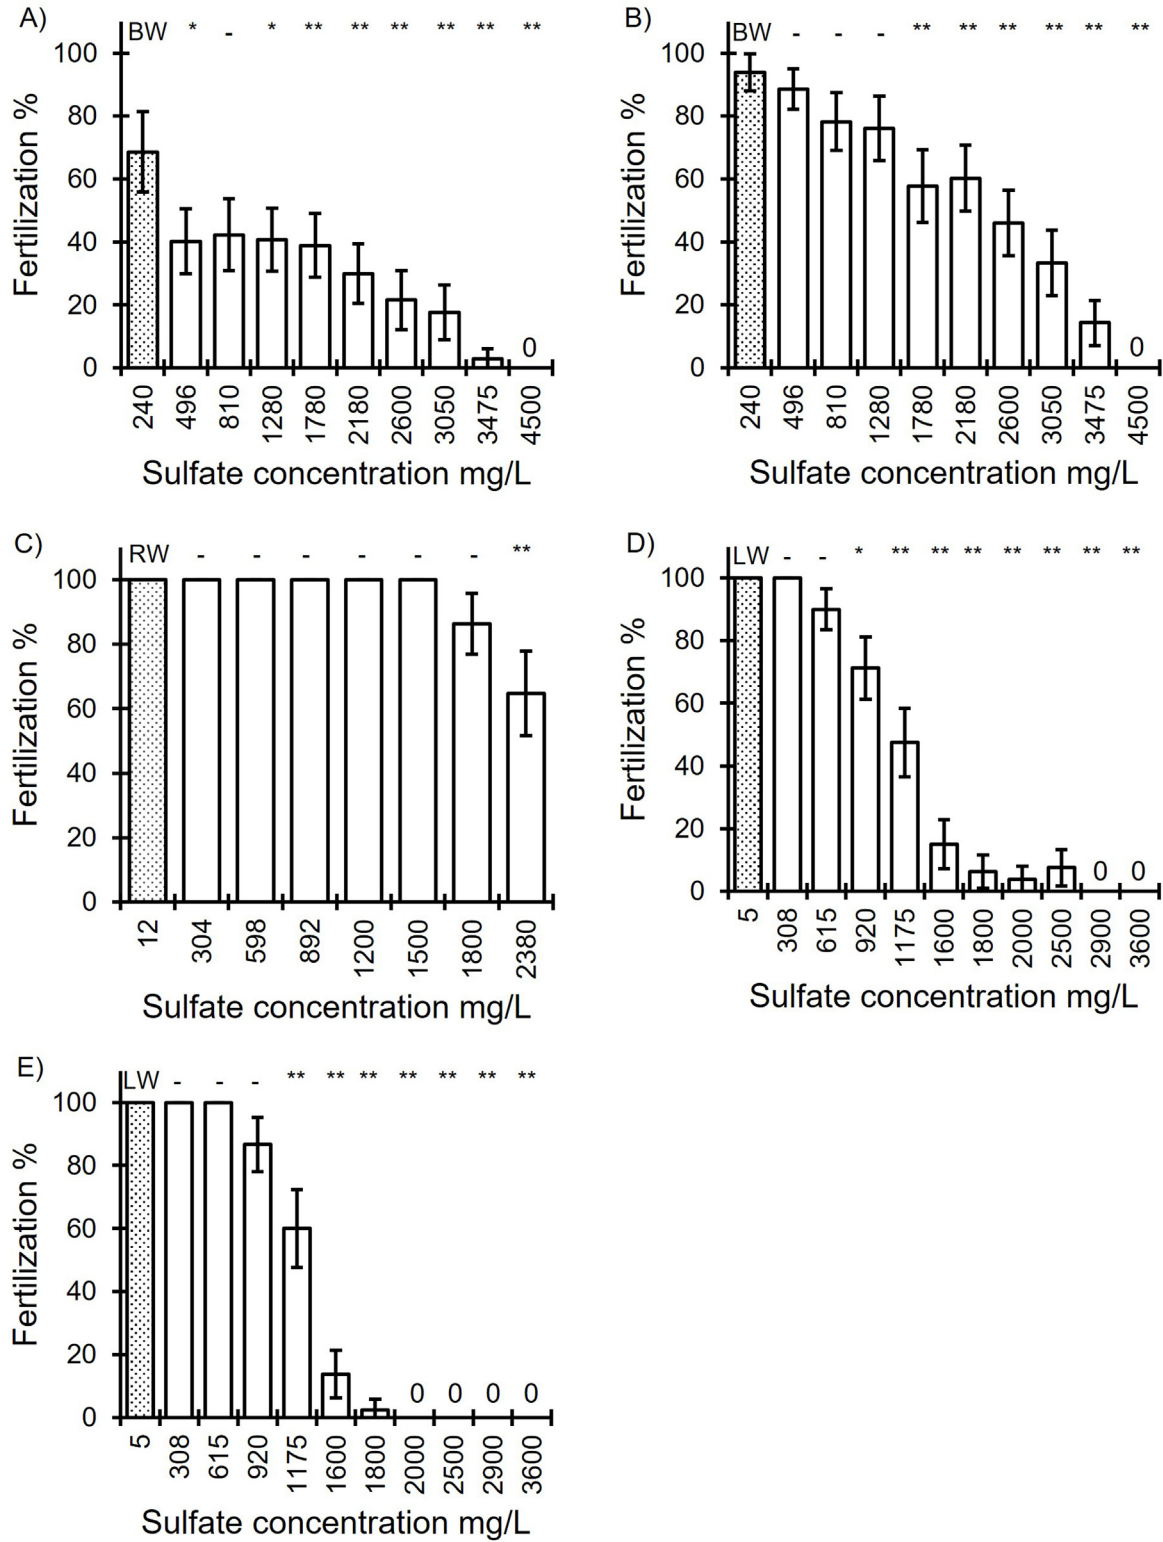 A)
BW * - * ** ** ** ** ** **
100
80
60
40
20
0
Fertilization %
0
240 496 810 1280 1780 2180 2600 3050 3475 4500
Sulfate concentration mg/L
B)
BW - - - ** ** ** ** ** **
100
80
60
40
20
0
Fertilization %
0
240 496 810 1280 1780 2180 2600 3050 3475 4500
Sulfate concentration mg/L
C)
RW - - - - - - **
100
80
60
40
20
0
Fertilization %
12 304 598 892 1200 1500 1800 2380
Sulfate concentration mg/L
D)
LW - - * ** ** ** ** ** ** **
100
80
60
40
20
0
Fertilization %
0 0
5 308 615 920 1175 1600 1800 2000 2500 2900 3600
Sulfate concentration mg/L
E)
LW - - - ** ** ** ** ** ** **
100
80
60
40
20
0
Fertilization %
0 0 0 0
5 308 615 920 1175 1600 1800 2000 2500 2900 3600
Sulfate concentration mg/L